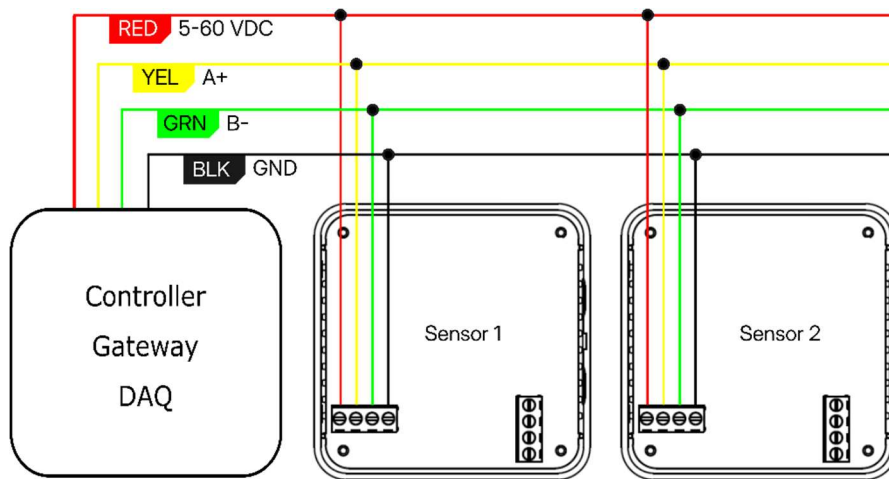 RED 5-60 VDC
YEL A+
GRN B-
BLK GND
Controller
Gateway
DAQ
Sensor 1
Sensor 2